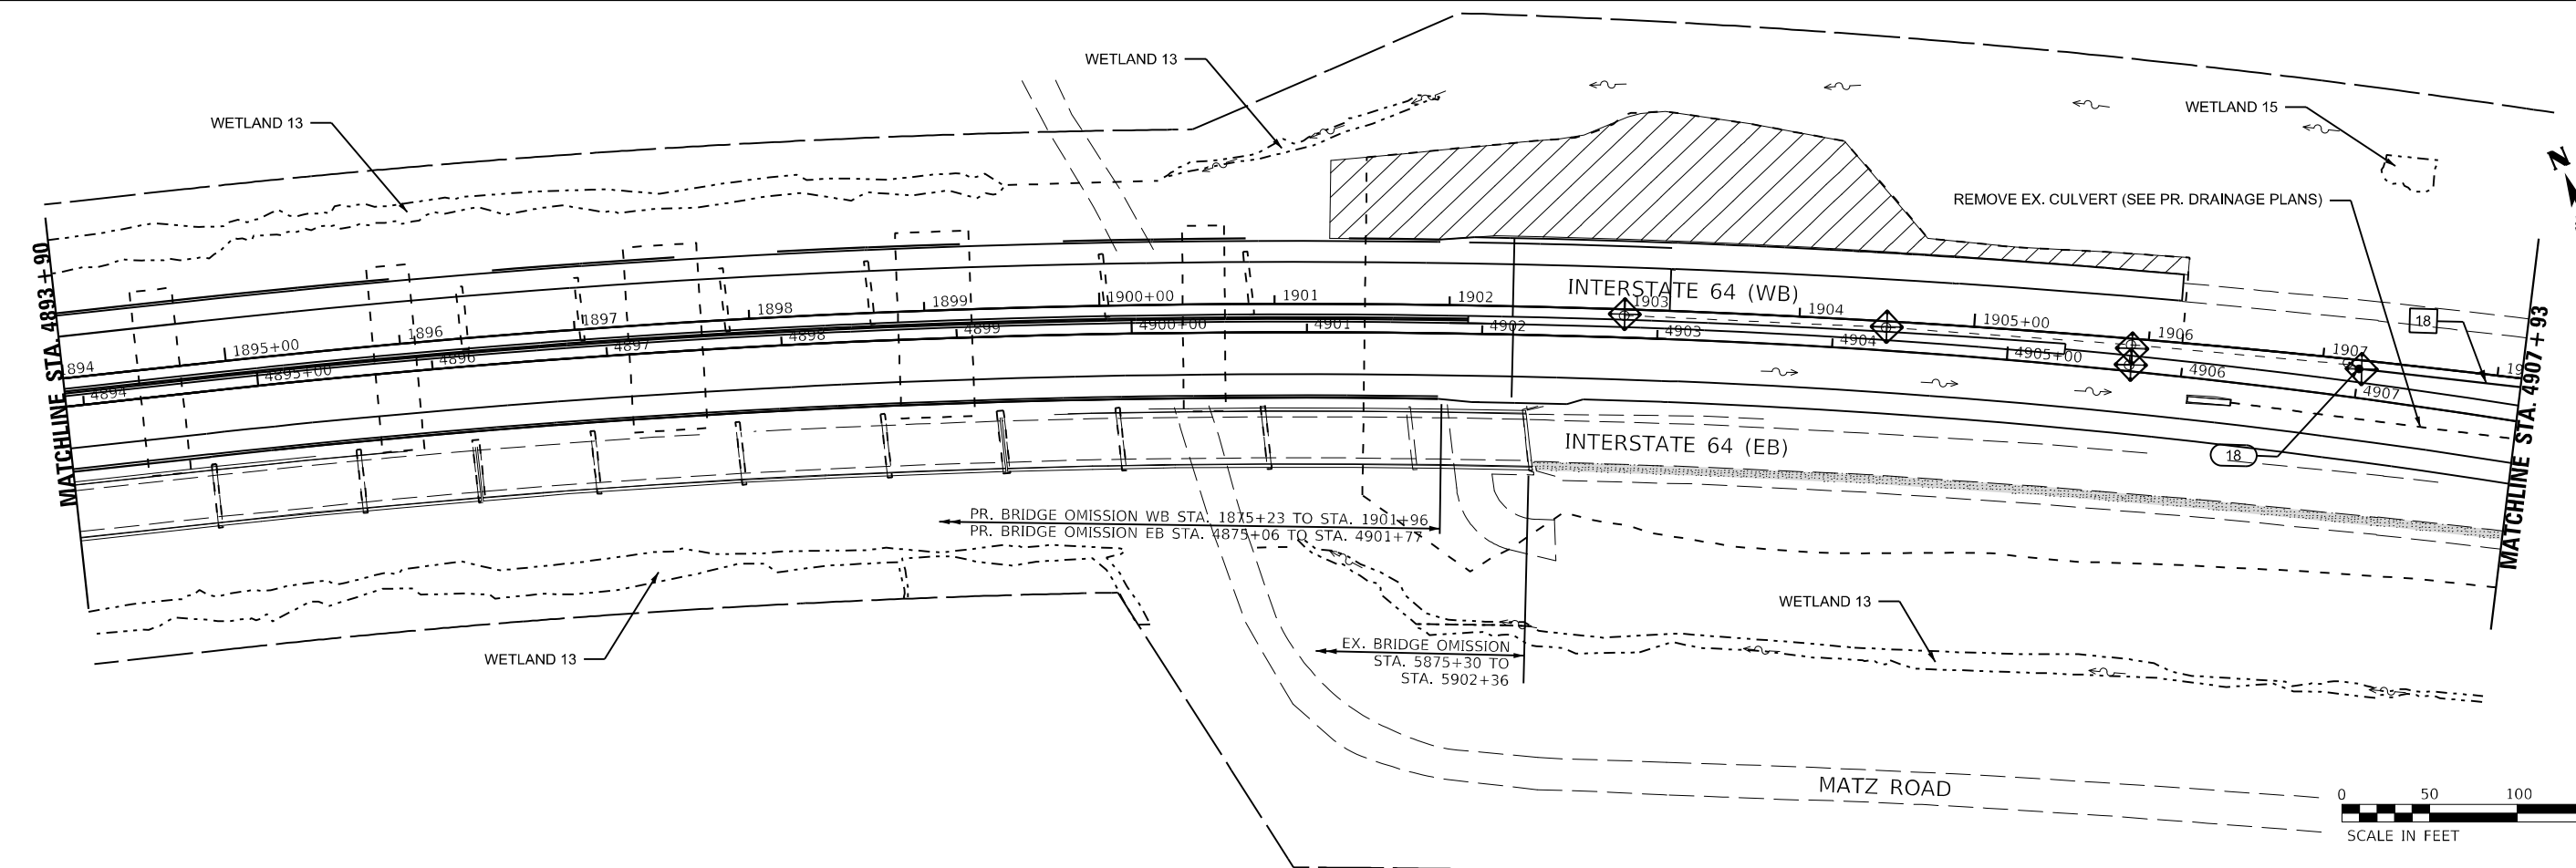 WETLAND 13
WETLAND 13
WETLAND 15
N
REMOVE EX. CULVERT (SEE PR. DRAINAGE PLANS)
MATCHLINE STA. 4893+90
INTERSTATE 64 (WB)
1894
1895+00
1896
1897
1898
1899
1900+00
1901
1902
1903
1904
1905+00
1906
1907
19
18
4894
4895+00
4896
4897
4898
4899
4900+00
4901
4902
4903
4904
4905+00
4906
4907
MATCHLINE STA. 4907+93
INTERSTATE 64 (EB)
18
PR. BRIDGE OMISSION WB STA. 1875+23 TO STA. 1901+96
PR. BRIDGE OMISSION EB STA. 4875+06 TO STA. 4901+77
WETLAND 13
WETLAND 13
EX. BRIDGE OMISSION
STA. 5875+30 TO
STA. 5902+36
MATZ ROAD
0 50 100
SCALE IN FEET